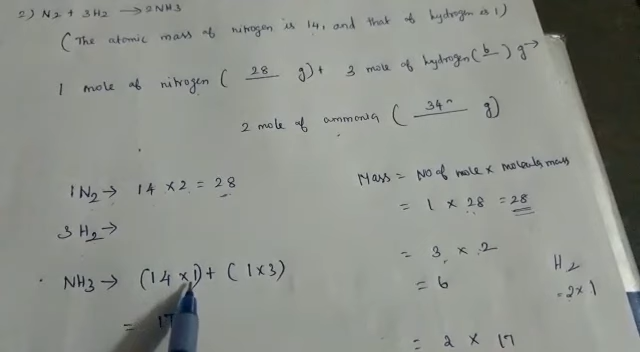 2) N2 + 3H2 → 2NH3
(The atomic mass of nitrogen is 14, and that of hydrogen is 1)
1 mole of nitrogen ( 28 g) + 3 mole of hydrogen ( 6 ) g →
2 mole of ammonia ( 34 g)
1N2 → 14 × 2 = 28
3H2 →
NH3 → (14 × 1) + (1 × 3)
= 17
Mass = No of mole × molecular mass
= 1 × 28 = 28
= 3 × 2
= 6
H2
= 2 × 1
= 2 × 17